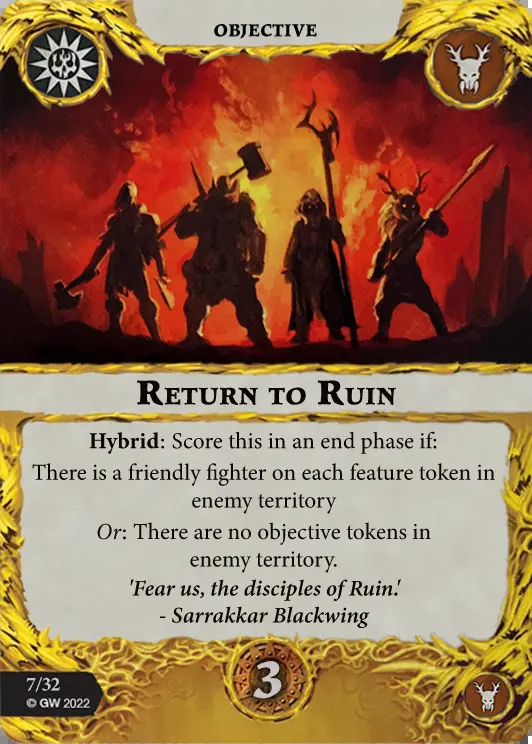 OBJECTIVE
RETURN TO RUIN
Hybrid: Score this in an end phase if:
There is a friendly fighter on each feature token in
enemy territory
Or: There are no objective tokens in
enemy territory.
'Fear us, the disciples of Ruin.'
- Sarrakkar Blackwing
3
7/32
© GW 2022